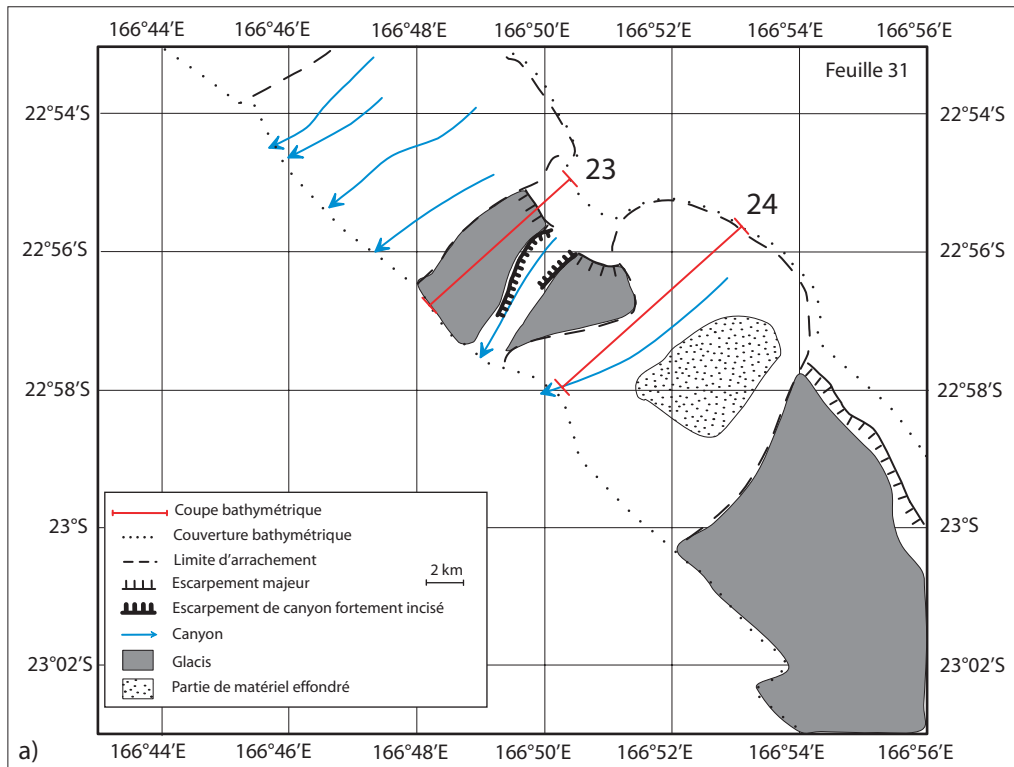 166°44'E 166°46'E 166°48'E 166°50'E 166°52'E 166°54'E 166°56'E
Feuille 31
22°54'S 22°54'S
23
24
22°56'S 22°56'S
22°58'S 22°58'S
23°S 23°S
23°02'S 23°02'S
Coupe bathymétrique
Couverture bathymétrique
Limite d'arrachement
Escarpement majeur
2 km
Escarpement de canyon fortement incisé
Canyon
Glacis
Partie de matériel effondré
a)
166°44'E 166°46'E 166°48'E 166°50'E 166°52'E 166°54'E 166°56'E